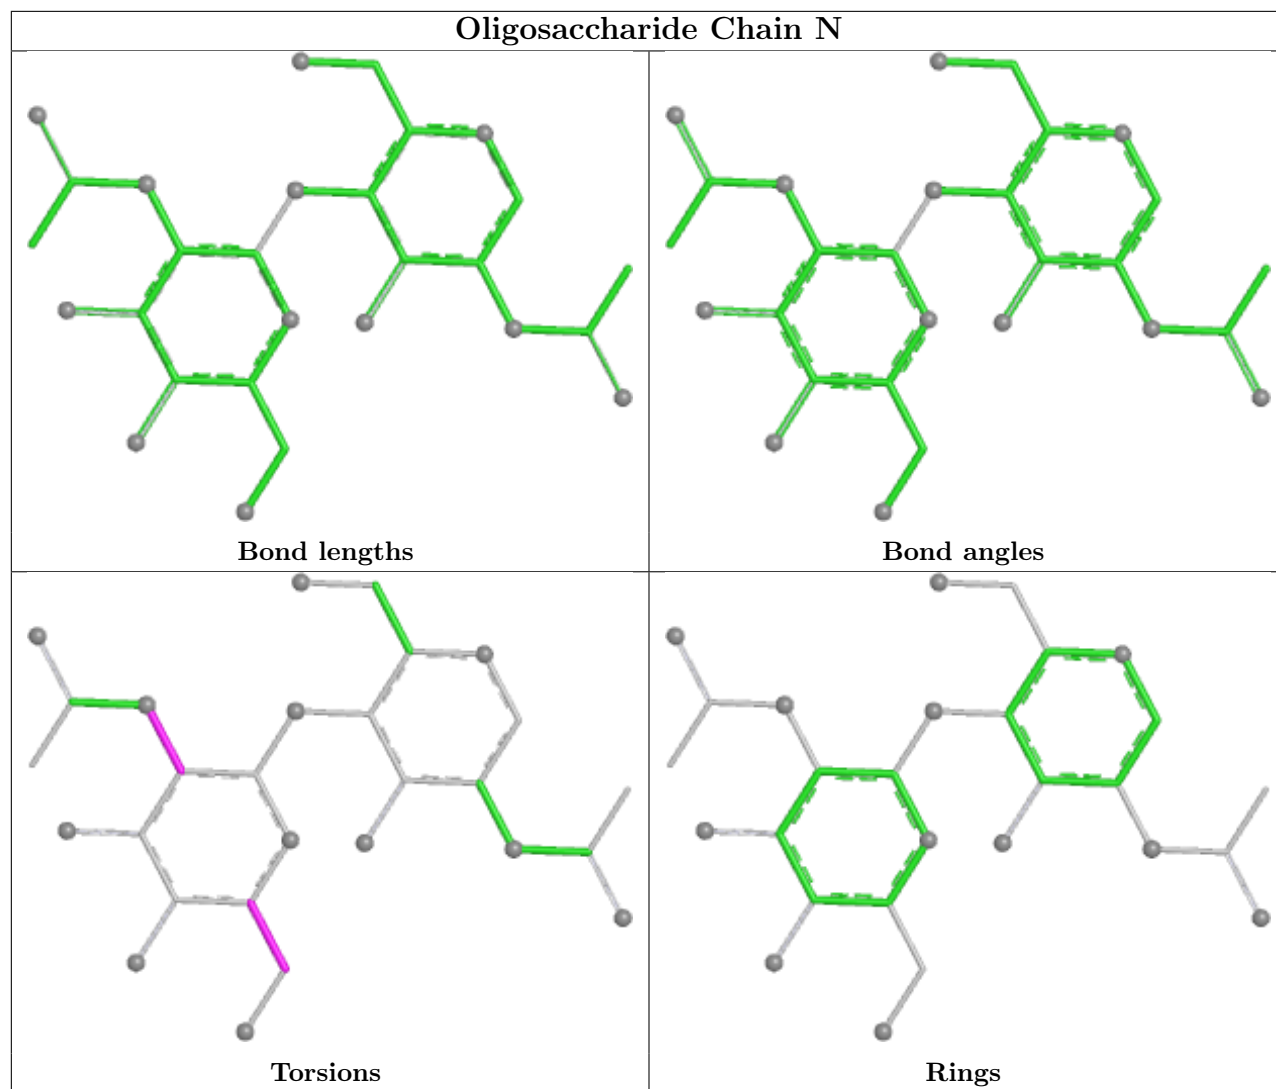 Oligosaccharide Chain N
Bond lengths
Bond angles
Torsions
Rings